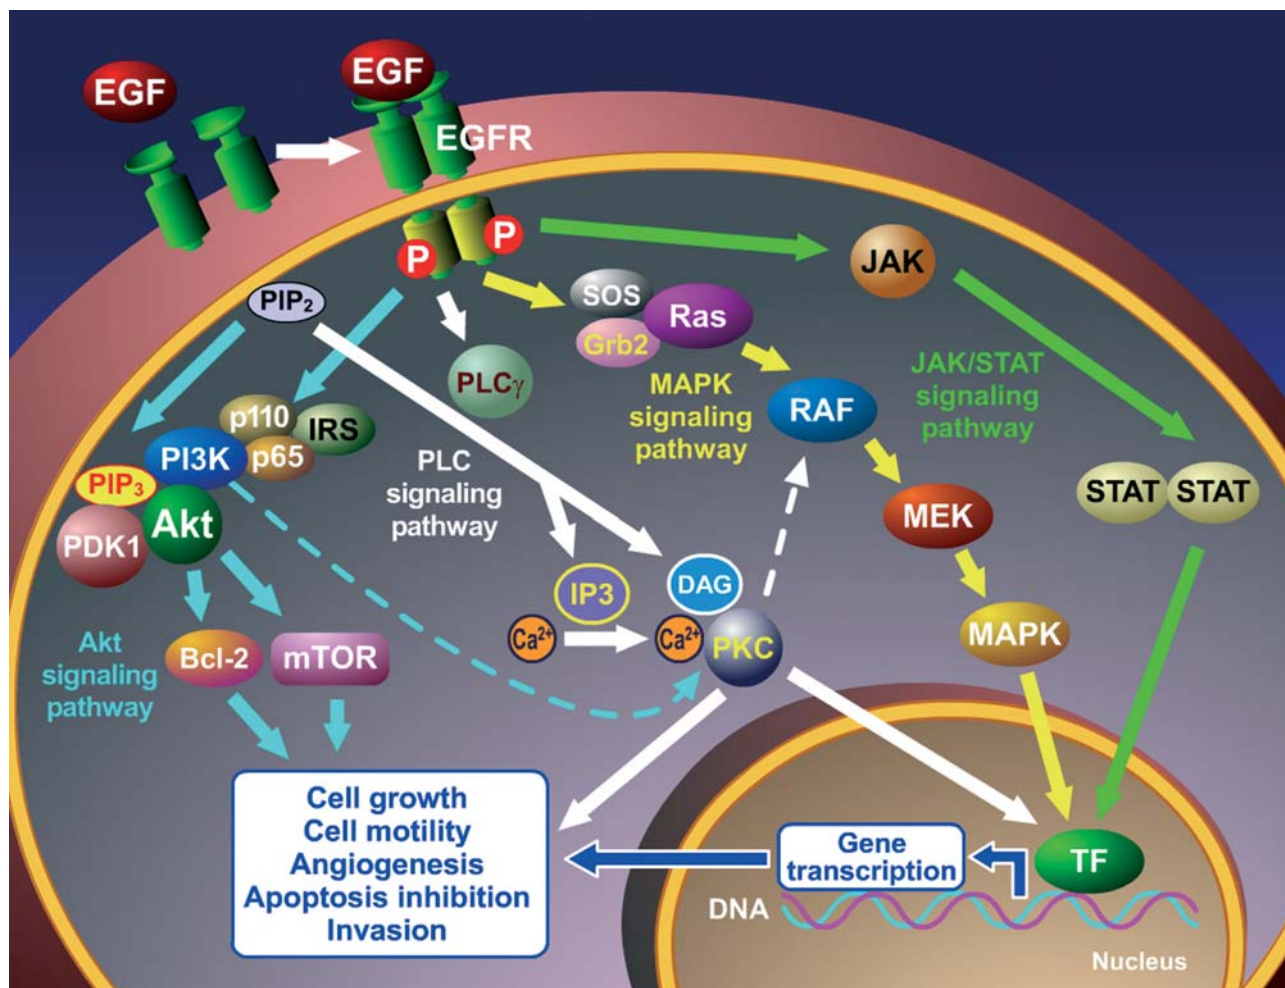 EGF
EGF
EGFR
P
P
PIP₂
SOS
Grb2
Ras
JAK
PLCγ
p110
IRS
PI3K
p65
PIP₃
Akt
PDK1
PLC
signaling
pathway
MAPK
signaling
pathway
RAF
JAK/STAT
signaling
pathway
MEK
STAT
STAT
IP3
DAG
Ca²⁺
Ca²⁺
PKC
MAPK
Akt
signaling
pathway
Bcl-2
mTOR
Cell growth
Cell motility
Angiogenesis
Apoptosis inhibition
Invasion
Gene
transcription
TF
DNA
Nucleus